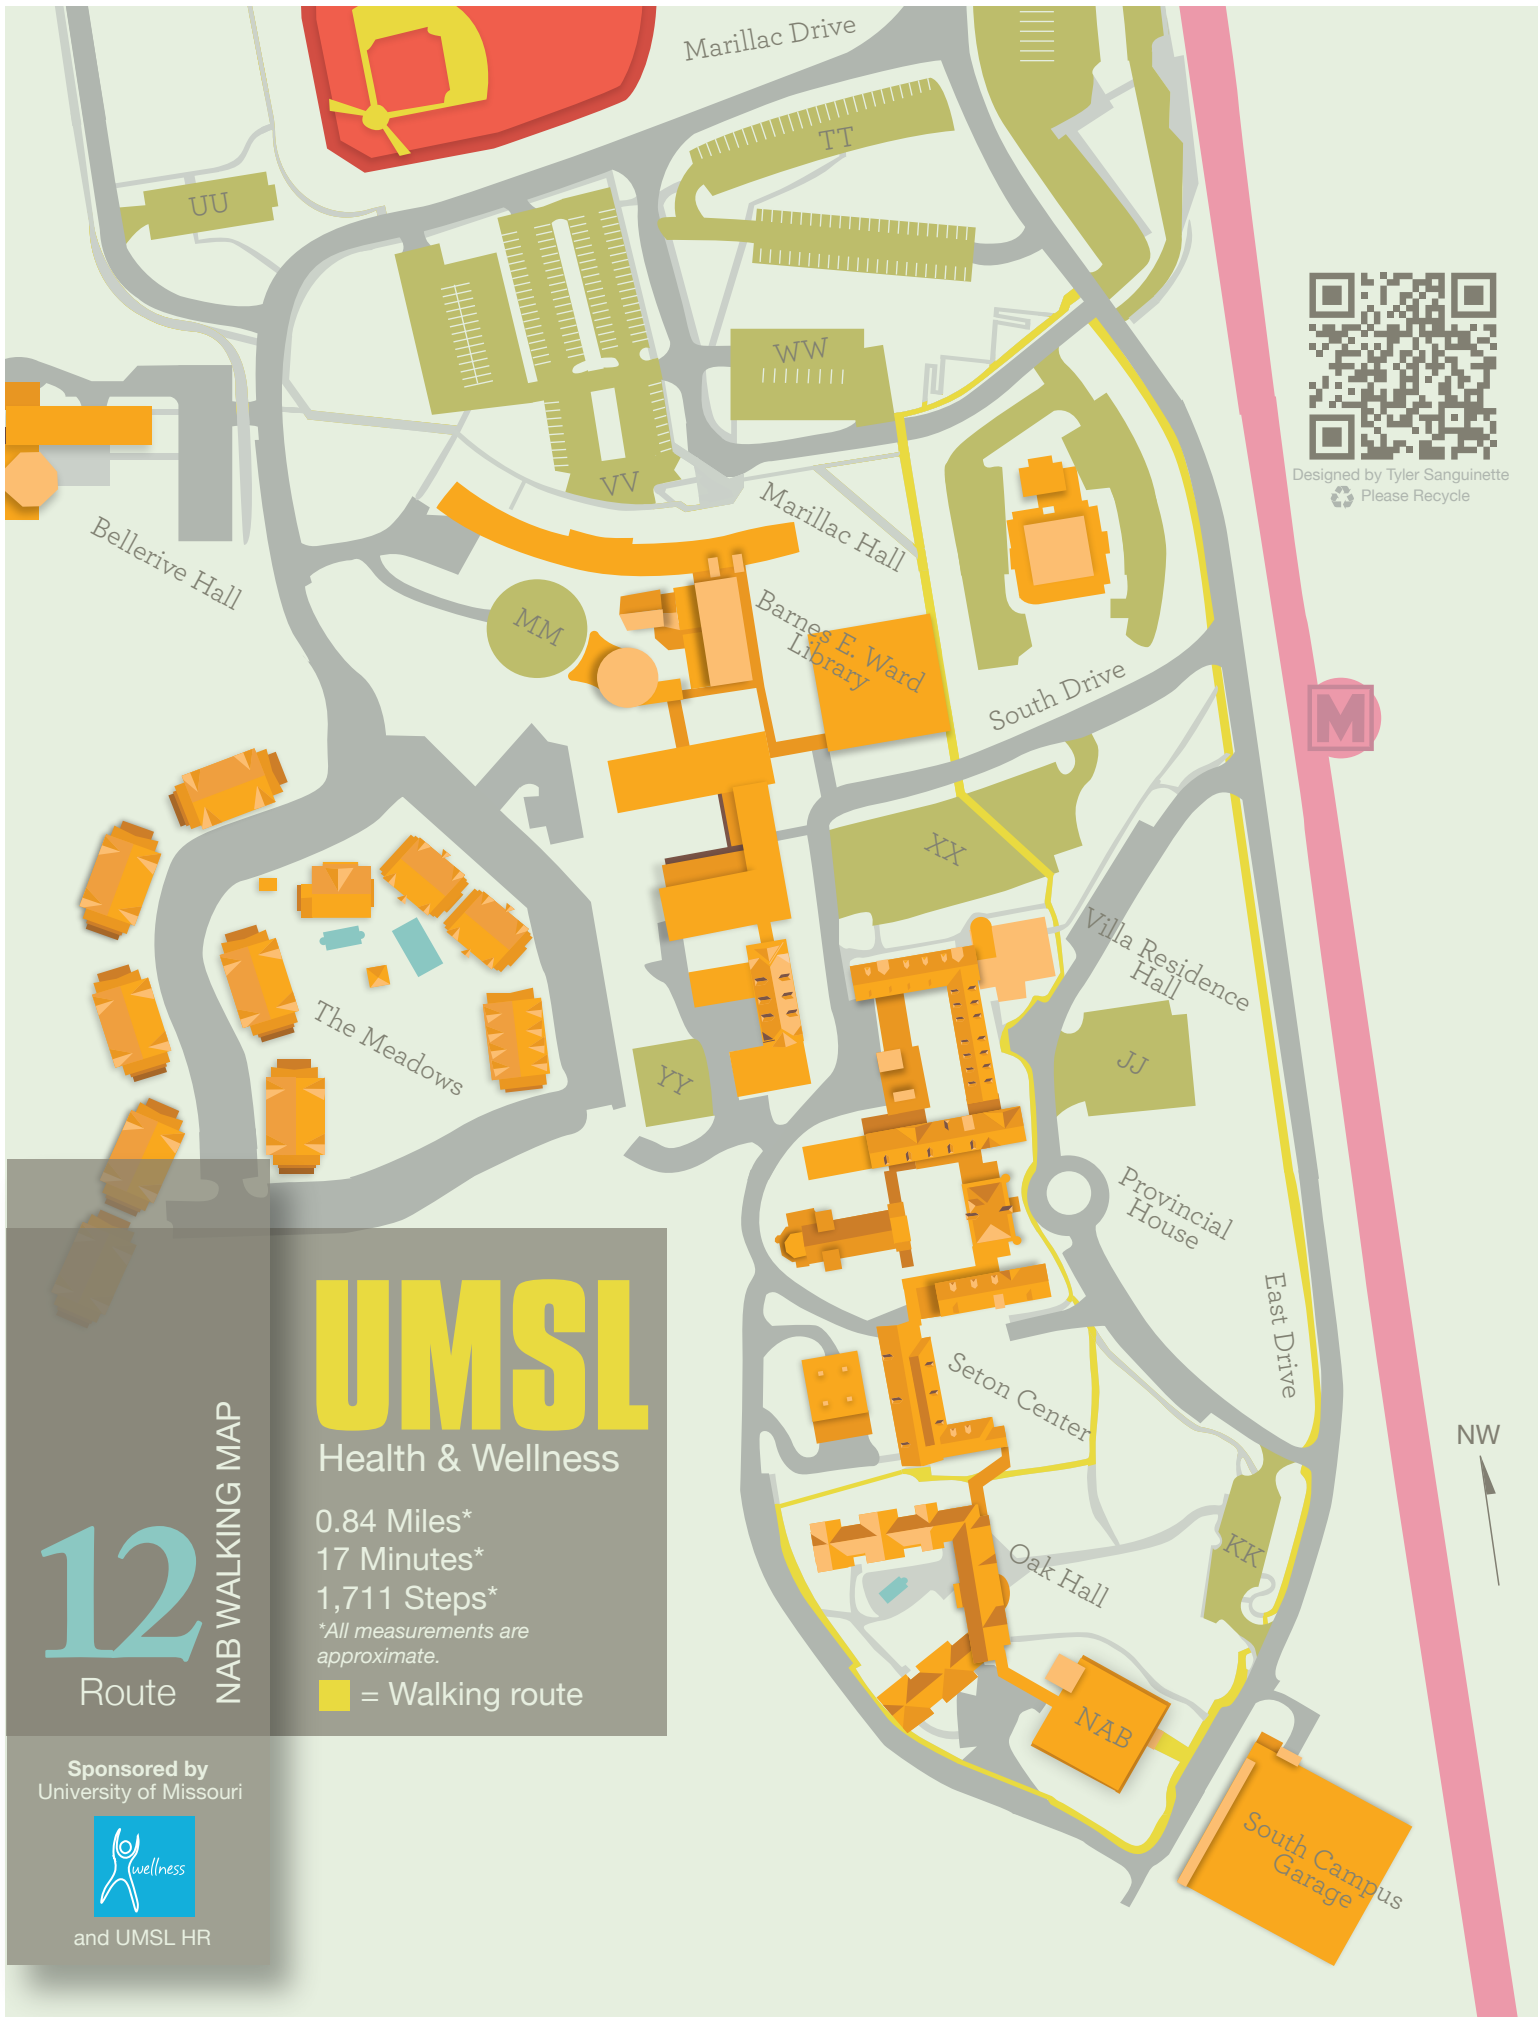 Marillac Drive
TT
UU
WW
Designed by Tyler Sanguinette
Please Recycle
VV
Marillac Hall
Bellerive Hall
MM
Barnes E. Ward
Library
South Drive
M
XX
Villa Residence
Hall
The Meadows
JJ
YY
Provincial
House
East Drive
Seton Center
NW
KK
Oak Hall
NAB
South Campus
Garage
UMSL
Health & Wellness
0.84 Miles*
17 Minutes*
1,711 Steps*
*All measurements are
approximate.
= Walking route
12
Route
NAB WALKING MAP
Sponsored by
University of Missouri
wellness
and UMSL HR